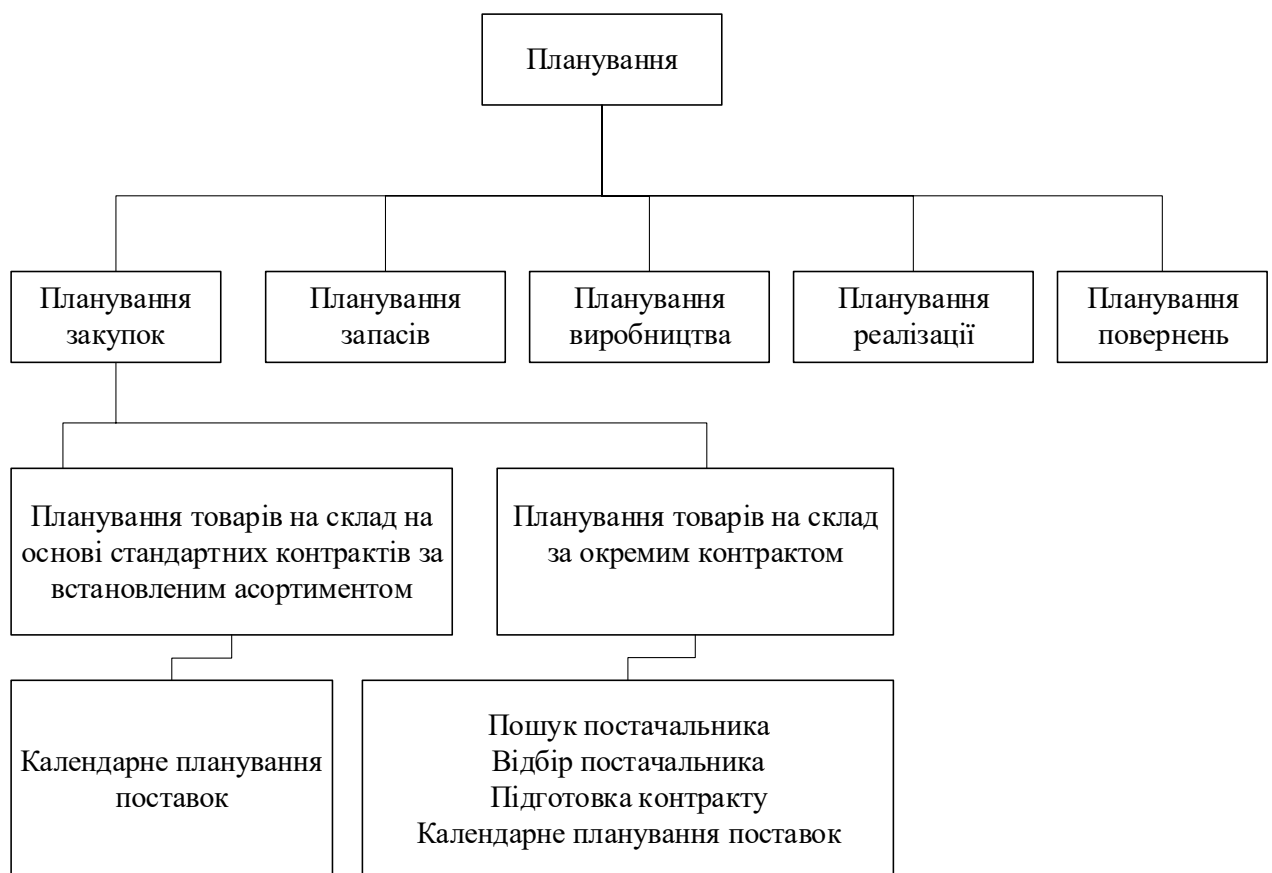 Планування
Планування
закупок
Планування
запасів
Планування
виробництва
Планування
реалізації
Планування
повернень
Планування товарів на склад на
основі стандартних контрактів за
встановленим асортиментом
Планування товарів на склад
за окремим контрактом
Календарне планування
поставок
Пошук постачальника
Відбір постачальника
Підготовка контракту
Календарне планування поставок